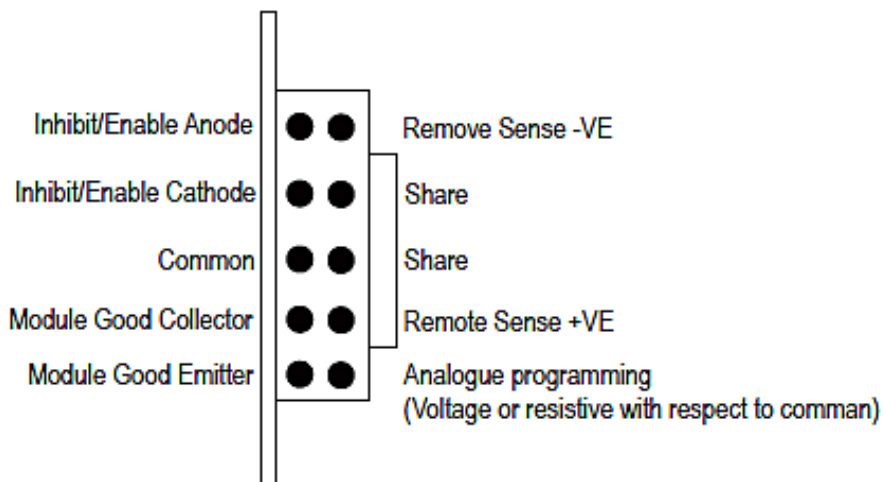 Inhibit/Enable Anode
Remove Sense -VE
Inhibit/Enable Cathode
Share
Common
Share
Module Good Collector
Remote Sense +VE
Module Good Emitter
Analogue programming
(Voltage or resistive with respect to comman)